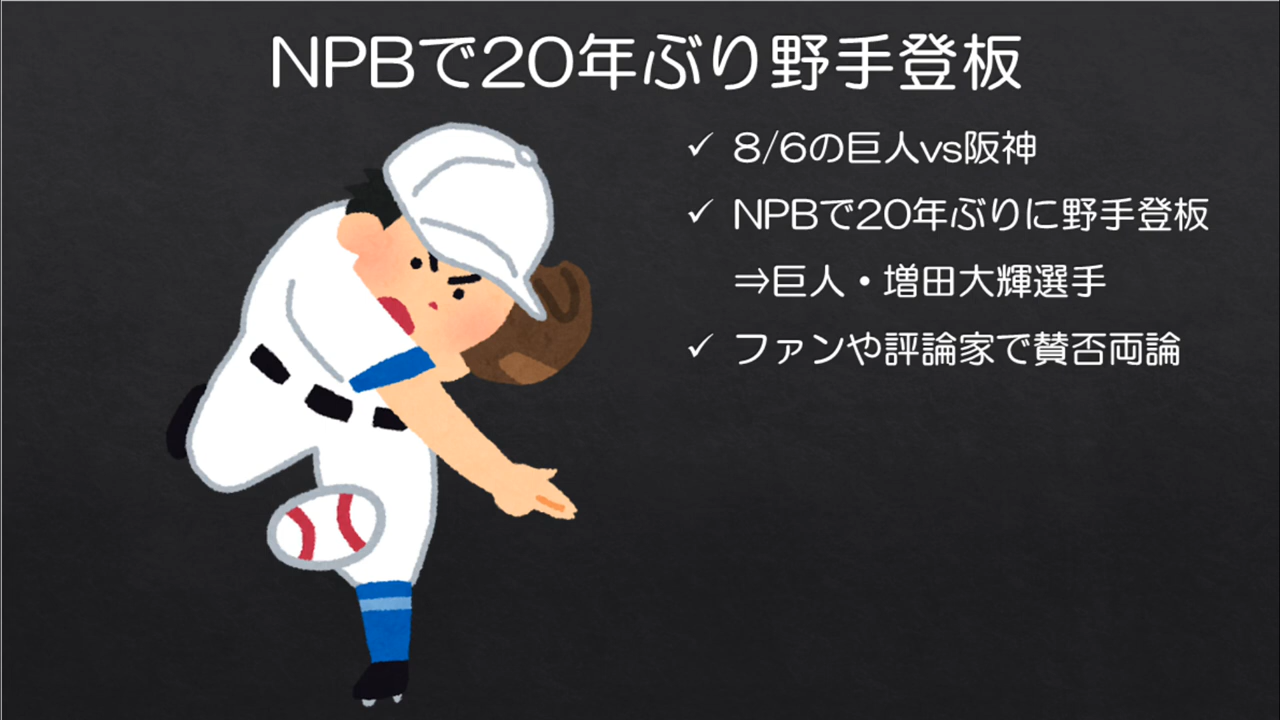 NPBで20年ぶり野手登板
✓ 8/6の巨人vs阪神
✓ NPBで20年ぶりに野手登板
⇒巨人・増田大輝選手
✓ ファンや評論家で賛否両論